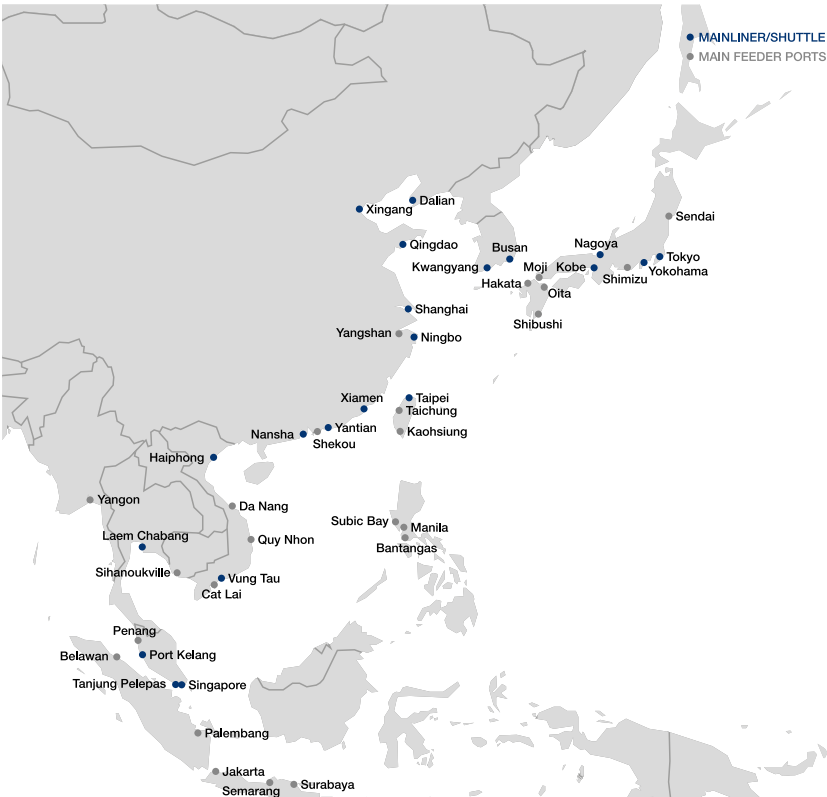 MAINLINER/SHUTTLE
MAIN FEEDER PORTS
Dalian
Xingang
Sendai
Qingdao
Busan
Nagoya
Tokyo
Kwangyang
Moji
Kobe
Yokohama
Hakata
Shimizu
Oita
Shanghai
Shibushi
Yangshan
Ningbo
Xiamen
Taipei
Taichung
Yantian
Nansha
Kaohsiung
Shekou
Haiphong
Yangon
Da Nang
Subic Bay
Manila
Laem Chabang
Quy Nhon
Bantangas
Sihanoukville
Vung Tau
Cat Lai
Penang
Belawan
Port Kelang
Tanjung Pelepas
Singapore
Palembang
Jakarta
Semarang
Surabaya